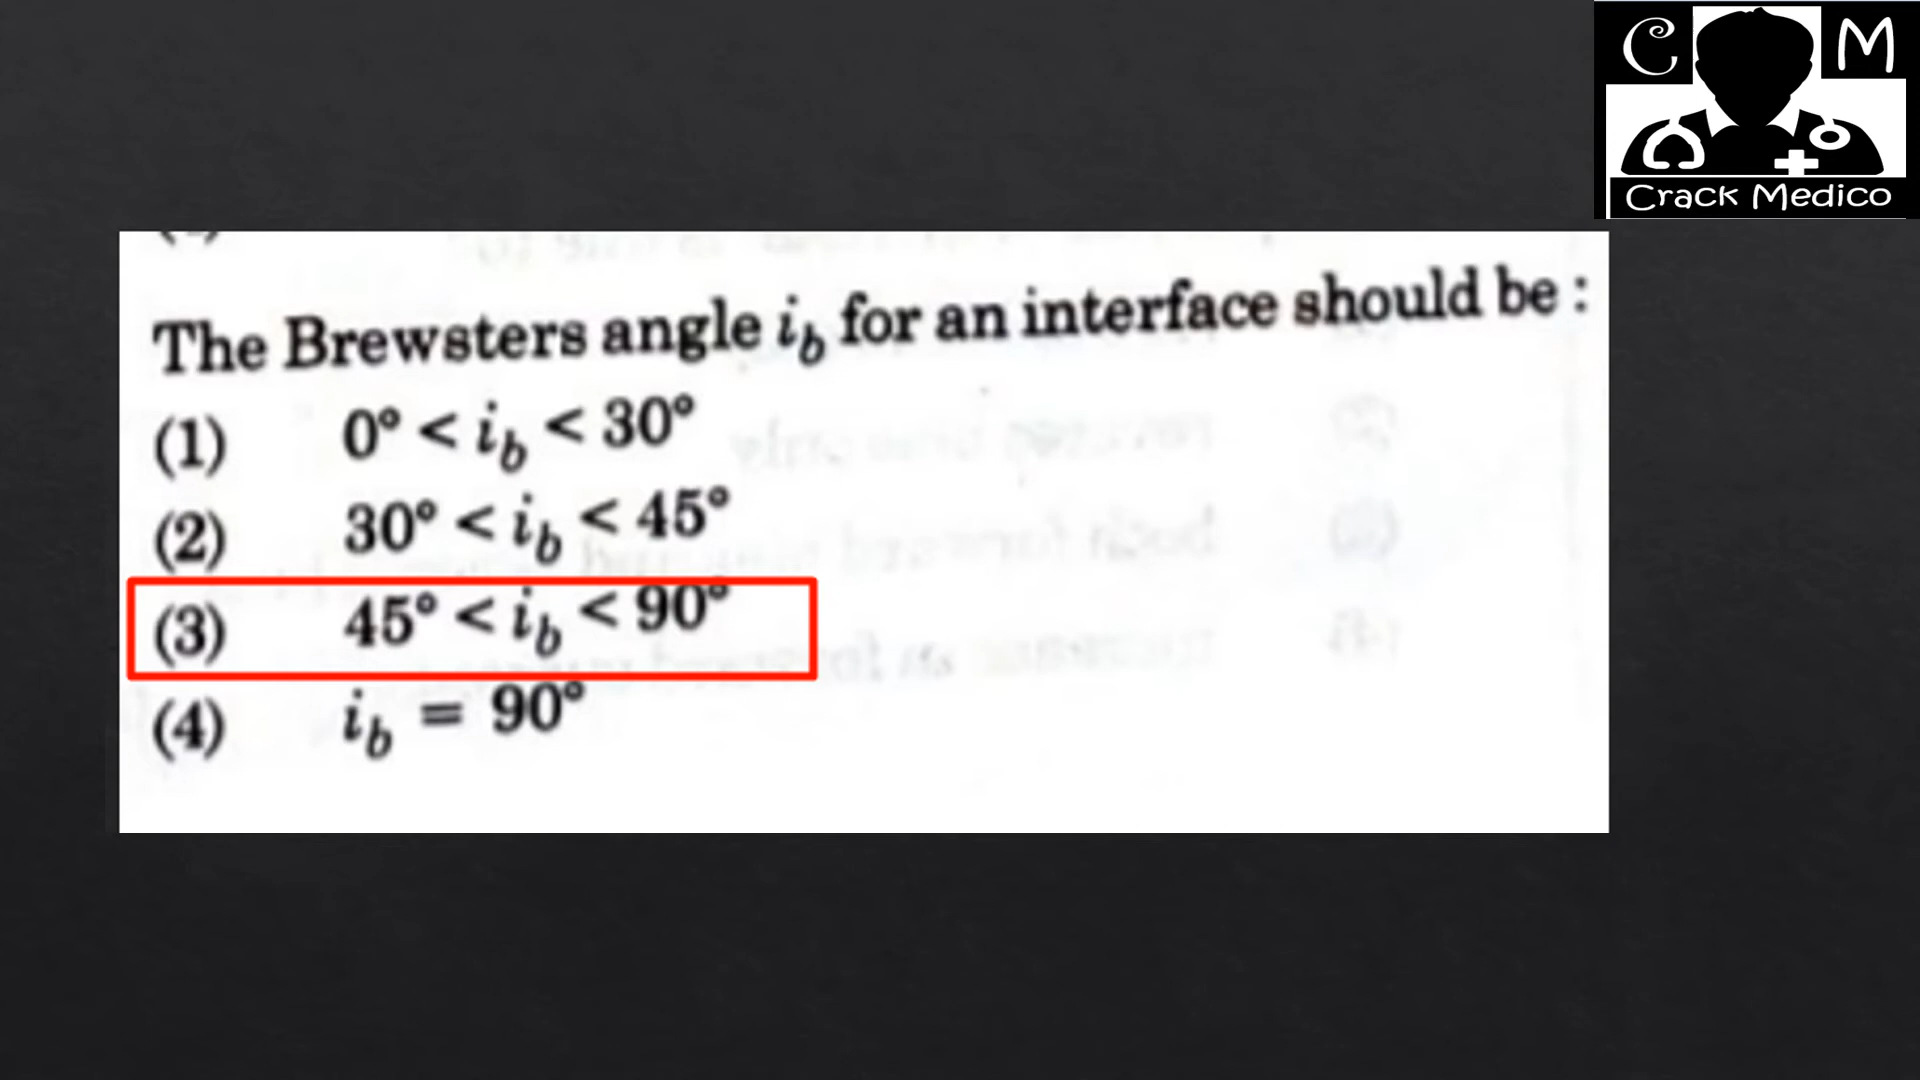 C M
Crack Medico
The Brewsters angle i_b for an interface should be :
(1) 0° < i_b < 30°
(2) 30° < i_b < 45°
(3) 45° < i_b < 90°
(4) i_b = 90°